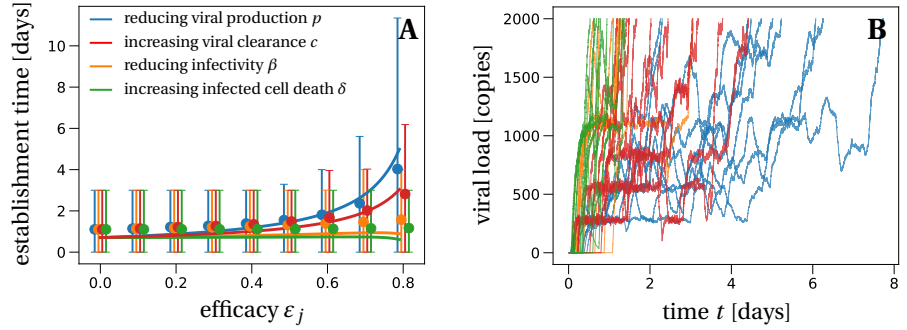 A
reducing viral production p
increasing viral clearance c
reducing infectivity β
increasing infected cell death δ
establishment time [days]
10
8
6
4
2
0
0.0 0.2 0.4 0.6 0.8
efficacy ε_j
B
viral load [copies]
2000
1500
1000
500
0
0 2 4 6 8
time t [days]